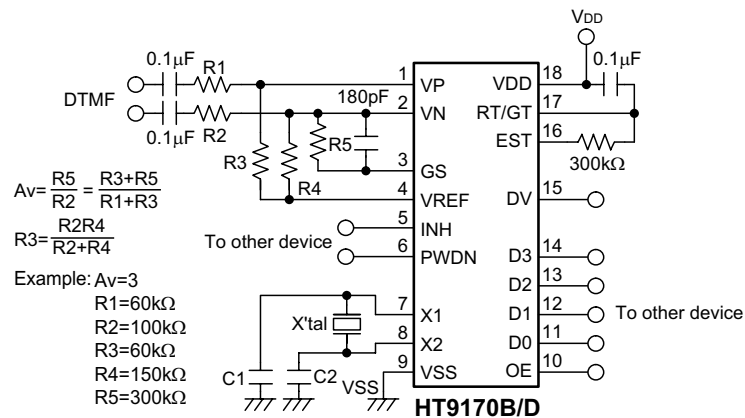 VDD
0.1μF
R1
0.1μF
DTMF
0.1μF
R2
180pF
R5
R3
R4
1
VP
2
VN
3
GS
4
VREF
5
INH
6
PWDN
7
X1
8
X2
9
VSS
VDD
18
RT/GT
17
EST
16
300kΩ
DV
15
D3
14
D2
13
D1
12
D0
11
OE
10
To other device
To other device
Av=R5/R2=R3+R5/R1+R3
R3=R2R4/R2+R4
Example: Av=3
R1=60kΩ
R2=100kΩ
R3=60kΩ
R4=150kΩ
R5=300kΩ
X'tal
C1
C2
VSS
HT9170B/D